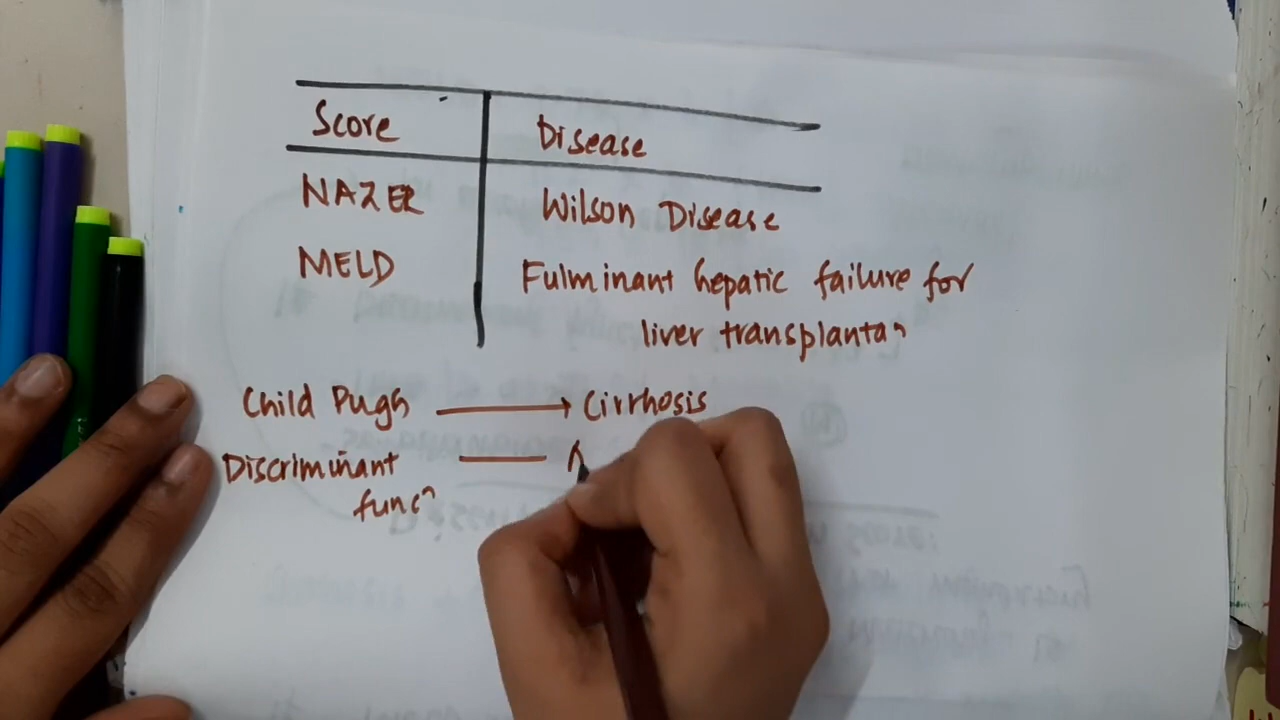 Score Disease
NAZER Wilson Disease
MELD Fulminant hepatic failure for
liver transplantaⁿ
Child Pugh → Cirrhosis
Discriminant — A
funcⁿ